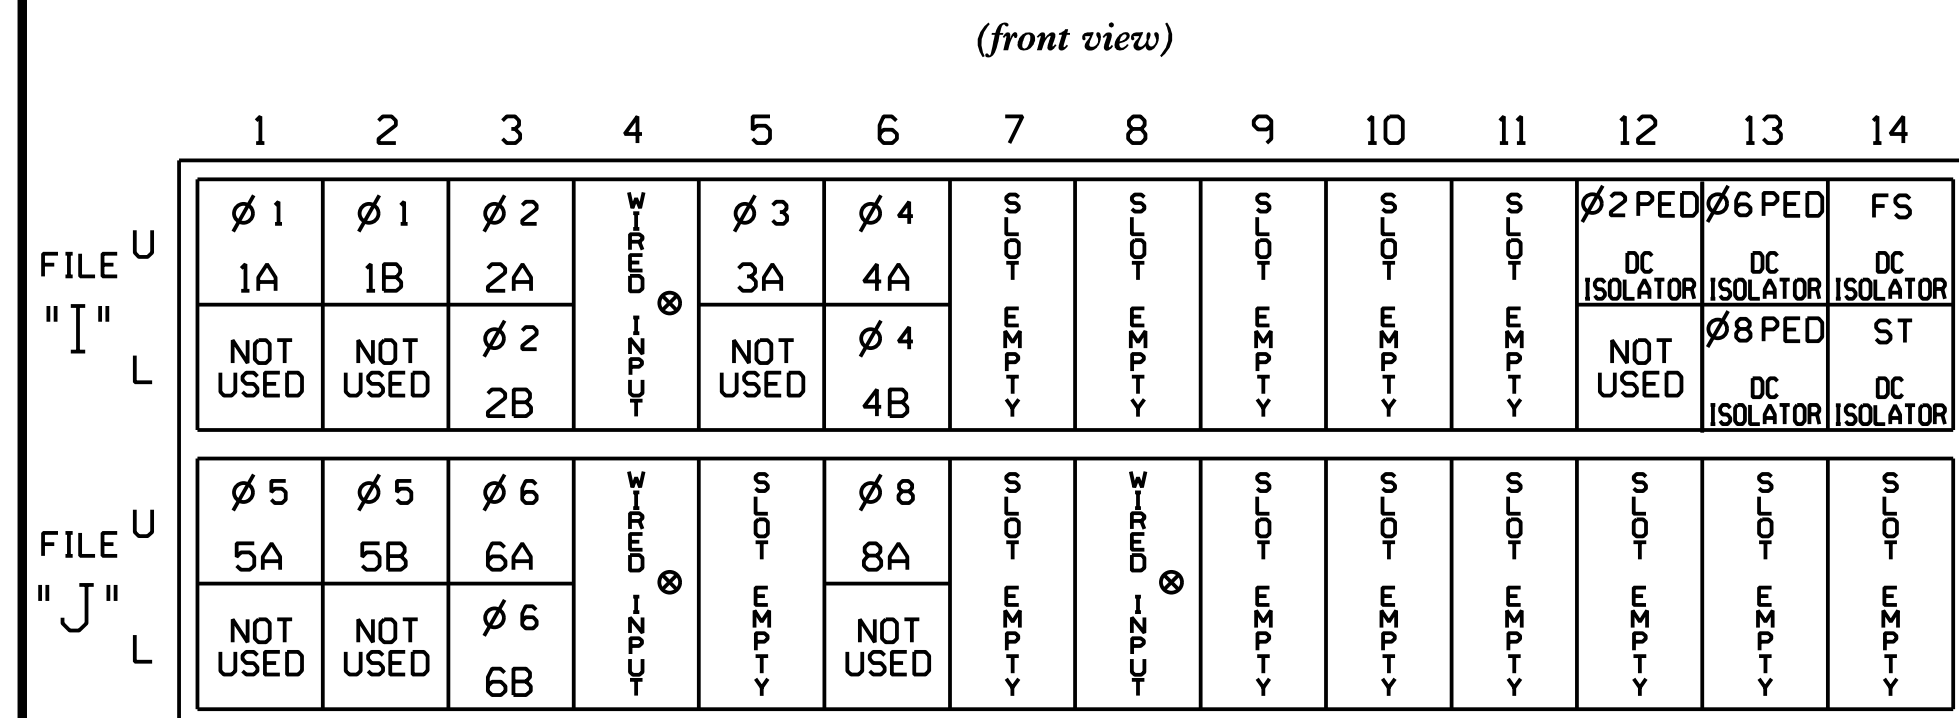 (front view)
1 2 3 4 5 6 7 8 9 10 11 12 13 14
FILE "I"
U
L
Ø 1
1A
NOT
USED
Ø 1
1B
NOT
USED
Ø 2
2A
Ø 2
2B
WIRED INPUT
⊗
Ø 3
3A
NOT
USED
Ø 4
4A
Ø 4
4B
SLOT EMPTY
SLOT EMPTY
SLOT EMPTY
SLOT EMPTY
SLOT EMPTY
Ø2 PED
DC
ISOLATOR
NOT
USED
Ø6 PED
DC
ISOLATOR
Ø8 PED
DC
ISOLATOR
FS
DC
ISOLATOR
ST
DC
ISOLATOR
FILE "J"
U
L
Ø 5
5A
NOT
USED
Ø 5
5B
NOT
USED
Ø 6
6A
Ø 6
6B
WIRED INPUT
⊗
SLOT EMPTY
Ø 8
8A
NOT
USED
SLOT EMPTY
WIRED INPUT
⊗
SLOT EMPTY
SLOT EMPTY
SLOT EMPTY
SLOT EMPTY
SLOT EMPTY
SLOT EMPTY